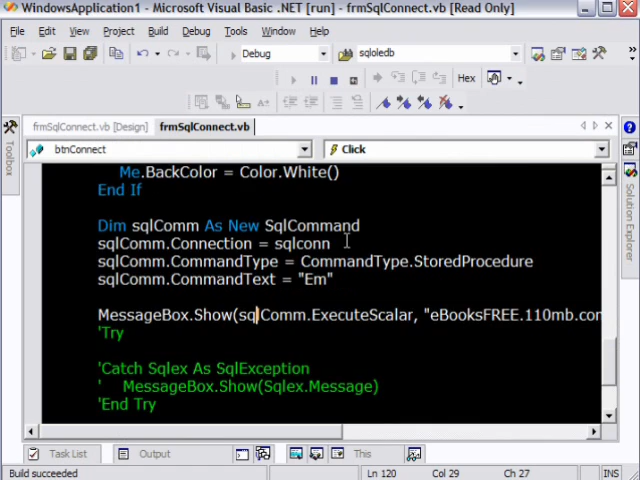 WindowsApplication1 - Microsoft Visual Basic .NET [run] - frmSqlConnect.vb [Read Only]
File Edit View Project Build Debug Tools Window Help
Debug sqloledb
Hex
frmSqlConnect.vb [Design] frmSqlConnect.vb
btnConnect Click
Toolbox
Solution Explorer
Me.BackColor = Color.White()
End If
Dim sqlComm As New SqlCommand
sqlComm.Connection = sqlconn
sqlComm.CommandType = CommandType.StoredProcedure
sqlComm.CommandText = "Em"
MessageBox.Show(sqlComm.ExecuteScalar, "eBooksFREE.110mb.com
'Try
'Catch Sqlex As SqlException
' MessageBox.Show(Sqlex.Message)
'End Try
Task List Output This
Build succeeded Ln 120 Col 29 Ch 27 INS